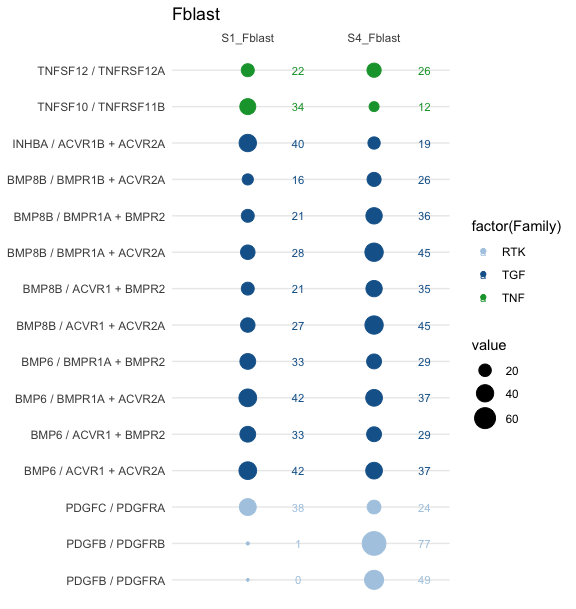 Fblast
S1_Fblast S4_Fblast
TNFSF12 / TNFRSF12A 22 26
TNFSF10 / TNFRSF11B 34 12
INHBA / ACVR1B + ACVR2A 40 19
BMP8B / BMPR1B + ACVR2A 16 26
BMP8B / BMPR1A + BMPR2 21 36
BMP8B / BMPR1A + ACVR2A 28 45
BMP8B / ACVR1 + BMPR2 21 35
BMP8B / ACVR1 + ACVR2A 27 45
BMP6 / BMPR1A + BMPR2 33 29
BMP6 / BMPR1A + ACVR2A 42 37
BMP6 / ACVR1 + BMPR2 33 29
BMP6 / ACVR1 + ACVR2A 42 37
PDGFC / PDGFRA 38 24
PDGFB / PDGFRB 1 77
PDGFB / PDGFRA 0 49
factor(Family)
RTK
TGF
TNF
value
20
40
60